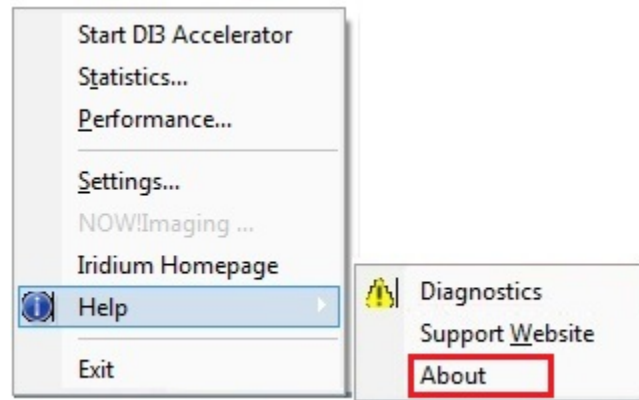 Start DI3 Accelerator
Statistics...
Performance...
Settings...
NOW!Imaging ...
Iridium Homepage
Help
Exit
Diagnostics
Support Website
About